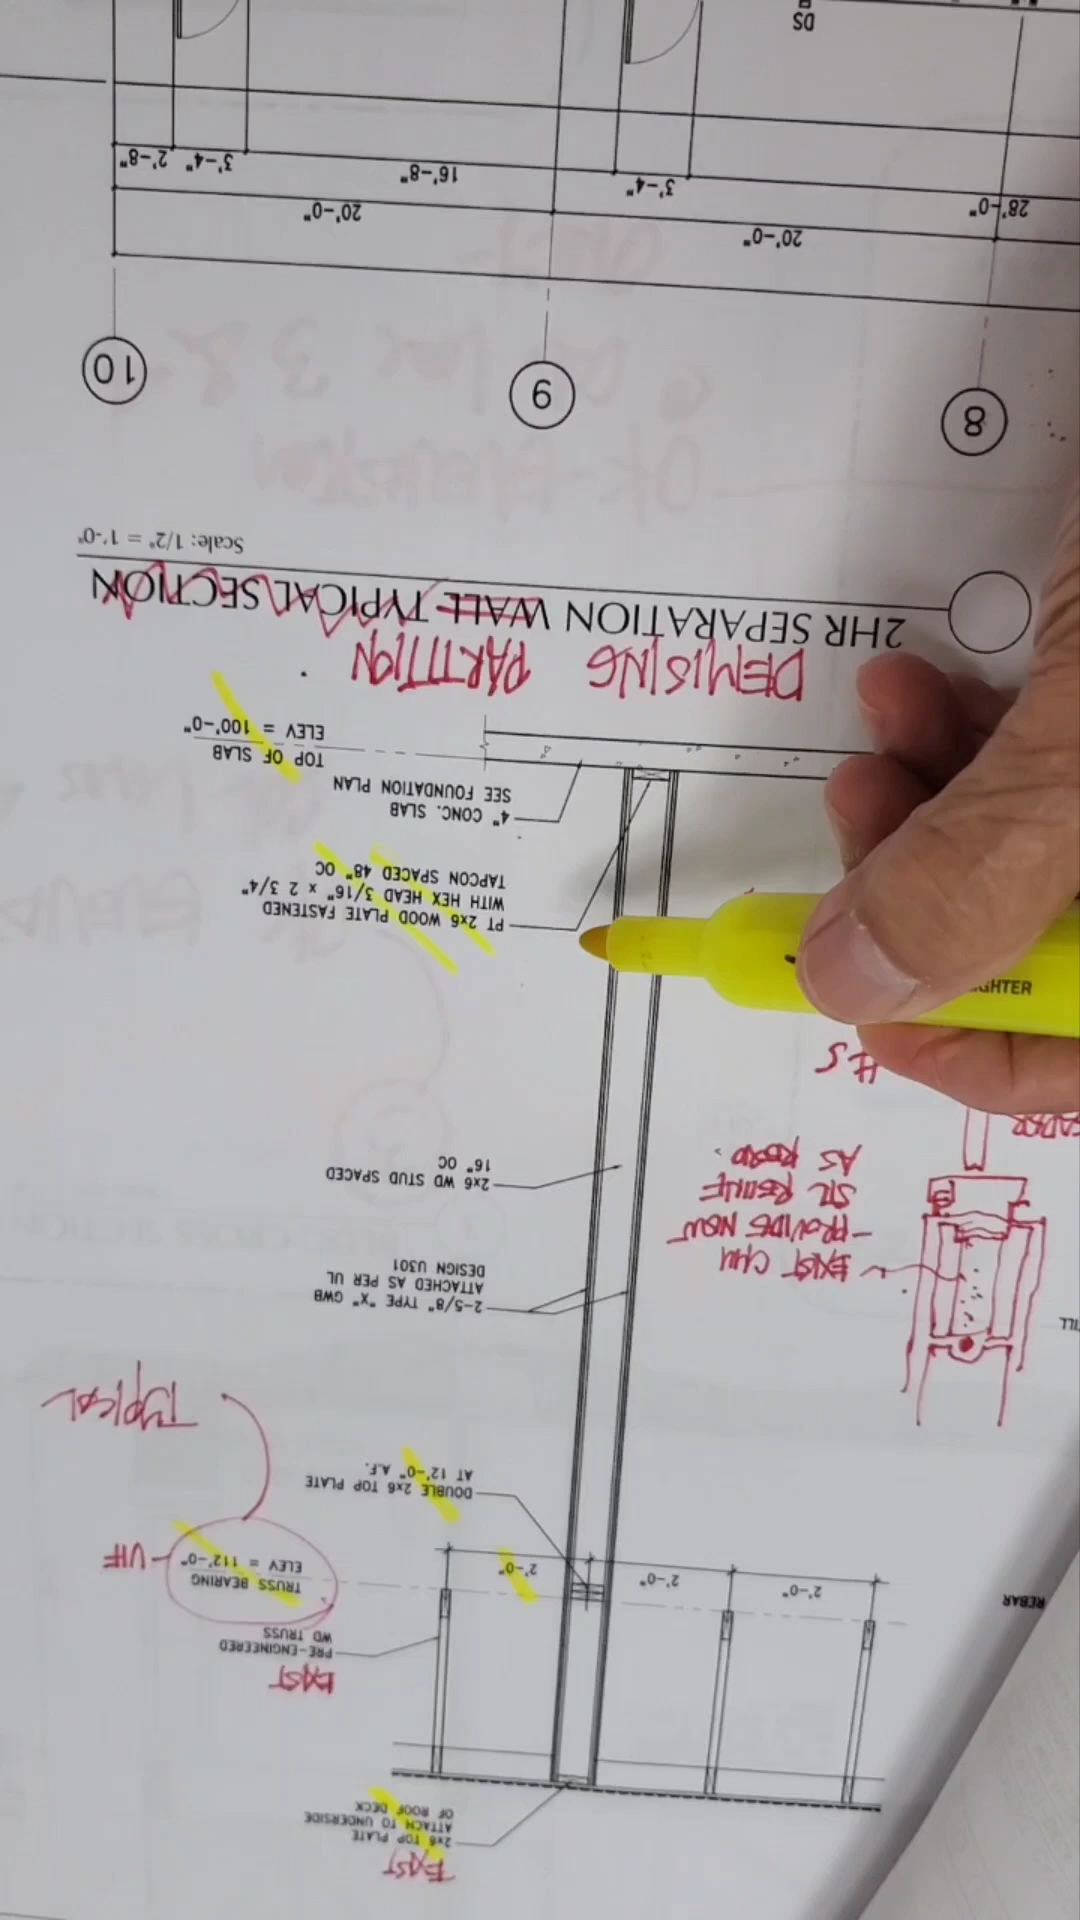 EXIST
2x6 TOP PLATE
ATTACH TO UNDERSIDE
OF ROOF DECK
EXIST
PRE-ENGINEERED
WD TRUSS
TRUSS BEARING
ELEV = 112'-0"
VIF
REBAR
2'-0"
2'-0"
2'-0"
DOUBLE 2x6 TOP PLATE
AT 12'-0" A.F.
TYPICAL
2-5/8" TYPE "X" GWB
ATTACHED AS PER UL
DESIGN U301
EXIST CMU
- PROVIDE NEW
AS REQD.
2x6 WD STUD SPACED
16" OC
PT 2x6 WOOD PLATE FASTENED
WITH HEX HEAD 3/16" x 2 3/4"
TAPCON SPACED 48" OC
4" CONC. SLAB
SEE FOUNDATION PLAN
TOP OF SLAB
ELEV = 100'-0"
DEMISING PARTITION
2HR SEPARATION WALL TYPICAL SECTION
Scale: 1/2" = 1'-0"
8
9
10
28'-0"
20'-0"
20'-0"
3'-4"
16'-8"
3'-4"
2'-8"
DS